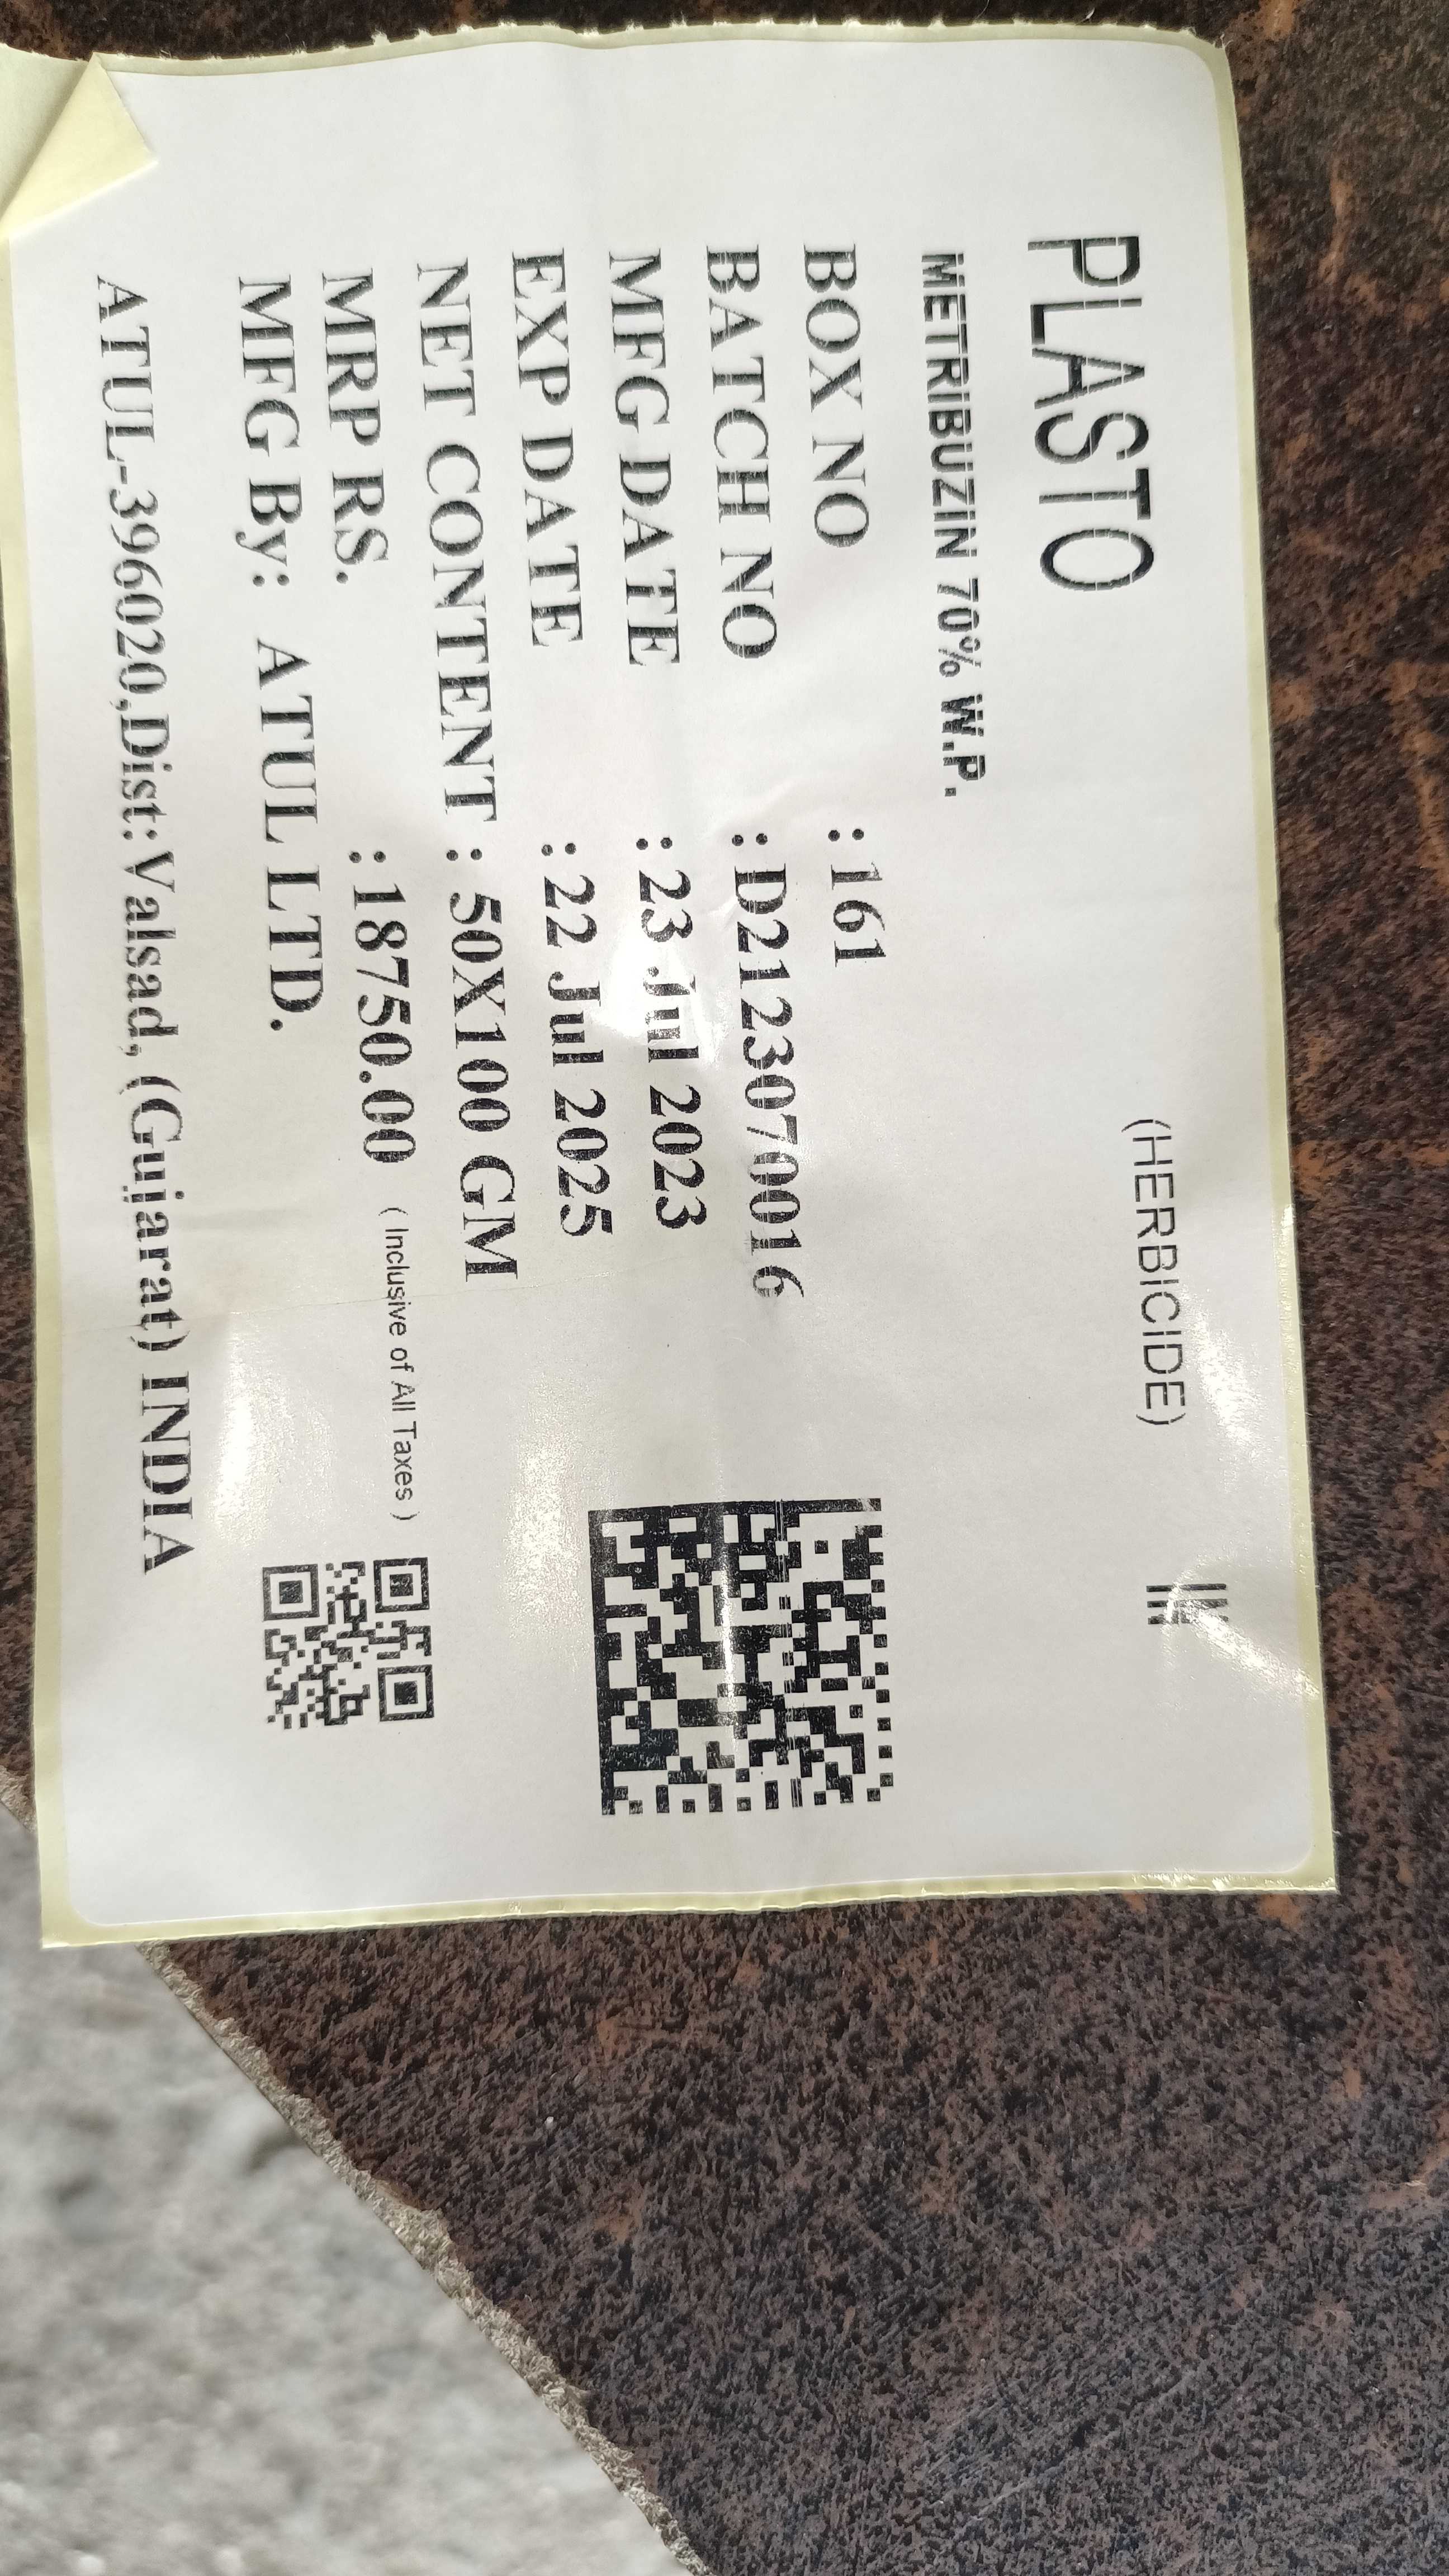 PLASTO (HERBICIDE) IN
METRIBUZIN 70% W.P.
BOX NO : 161
BATCH NO : D2123070016
MFG DATE : 23 Jul 2023
EXP DATE : 22 Jul 2025
NET CONTENT : 50X100 GM
MRP RS. : 18750.00 ( Inclusive of All Taxes )
MFG By: ATUL LTD.
ATUL-396020,Dist:Valsad, (Gujarat) INDIA